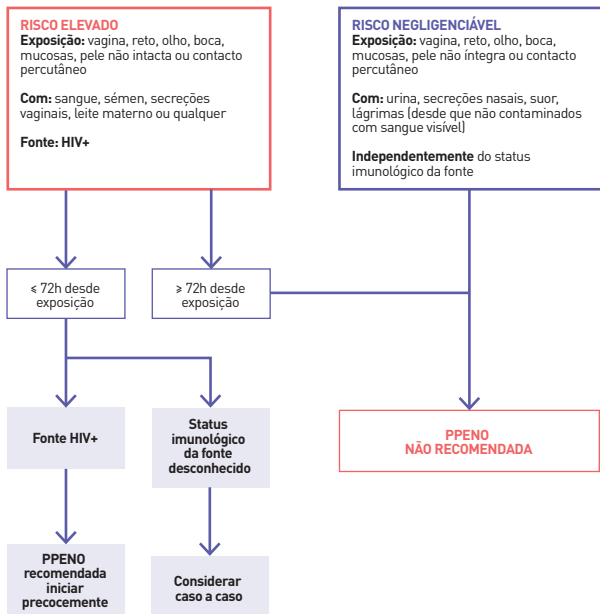 RISCO ELEVADO
Exposição: vagina, reto, olho, boca,
mucosas, pele não intacta ou contacto
percutâneo
Com: sangue, sémen, secreções
vaginais, leite materno ou qualquer
Fonte: HIV+
RISCO NEGLIGENCIÁVEL
Exposição: vagina, reto, olho, boca,
mucosas, pele não íntegra ou contacto
percutâneo
Com: urina, secreções nasais, suor,
lágrimas (desde que não contaminados
com sangue visível)
Independentemente do status
imunológico da fonte
⩽ 72h desde
exposição
⩾ 72h desde
exposição
Fonte HIV+
Status
imunológico
da fonte
desconhecido
PPENO
NÃO RECOMENDADA
PPENO
recomendada
iniciar
precocemente
Considerar
caso a caso